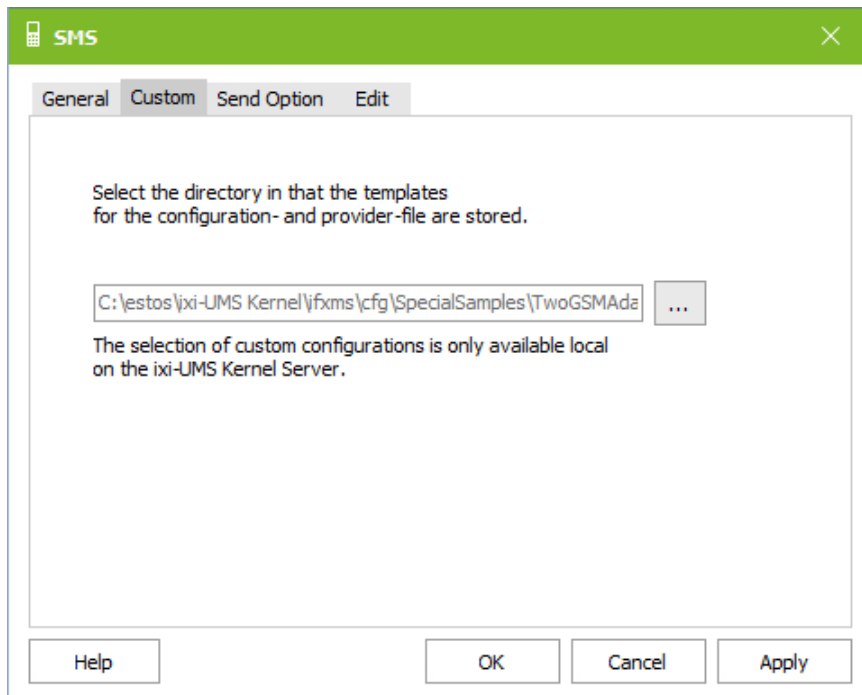 SMS
General Custom Send Option Edit
Select the directory in that the templates
for the configuration- and provider-file are stored.
C:\estos\ixi-UMS Kernel\ifxms\cfg\SpecialSamples\TwoGSMAda
...
The selection of custom configurations is only available local
on the ixi-UMS Kernel Server.
Help OK Cancel Apply